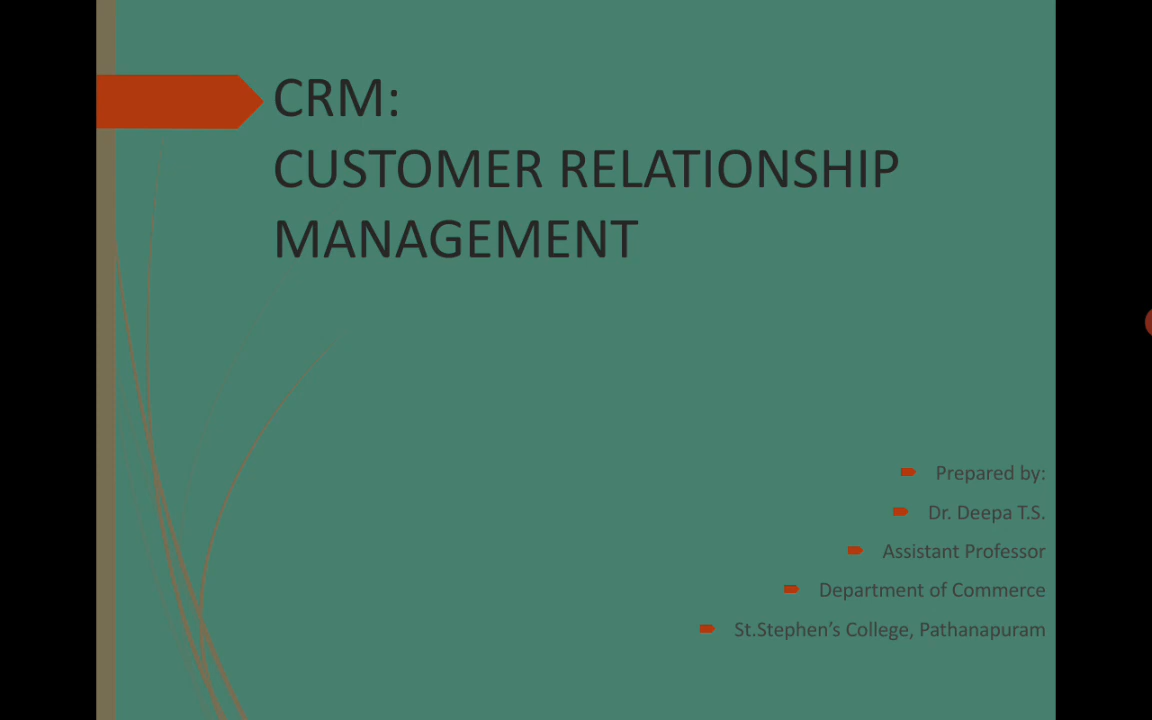 CRM:
CUSTOMER RELATIONSHIP
MANAGEMENT
Prepared by:
Dr. Deepa T.S.
Assistant Professor
Department of Commerce
St.Stephen’s College, Pathanapuram